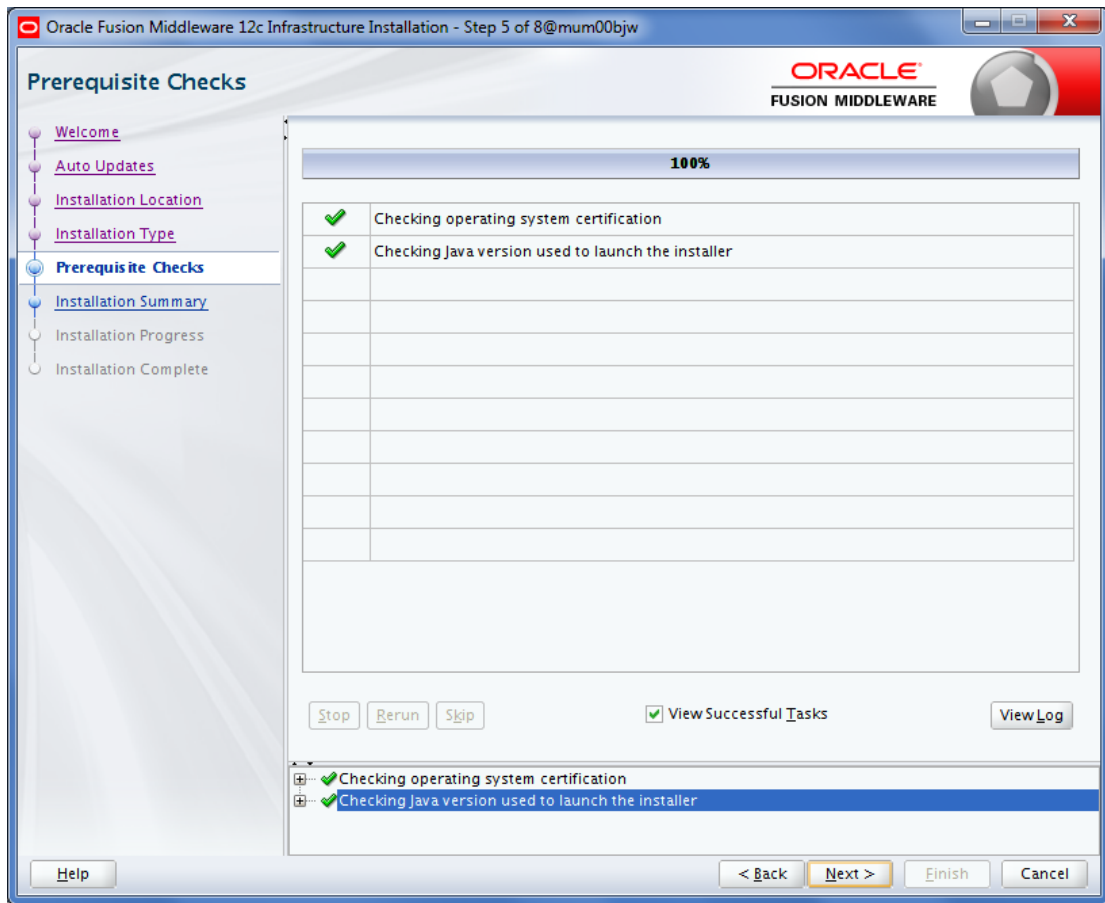 Oracle Fusion Middleware 12c Infrastructure Installation - Step 5 of 8@mum00bjw
Prerequisite Checks
ORACLE®
FUSION MIDDLEWARE
Welcome
Auto Updates
Installation Location
Installation Type
Prerequisite Checks
Installation Summary
Installation Progress
Installation Complete
100%
Checking operating system certification
Checking Java version used to launch the installer
Stop Rerun Skip View Successful Tasks View Log
Checking operating system certification
Checking Java version used to launch the installer
Help < Back Next > Finish Cancel